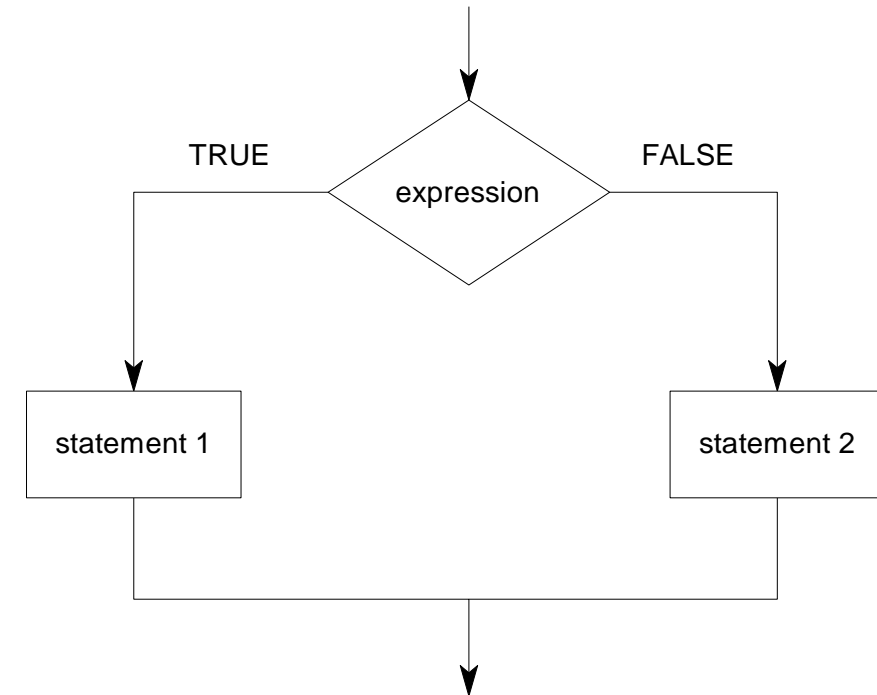 TRUE
FALSE
expression
statement 1
statement 2